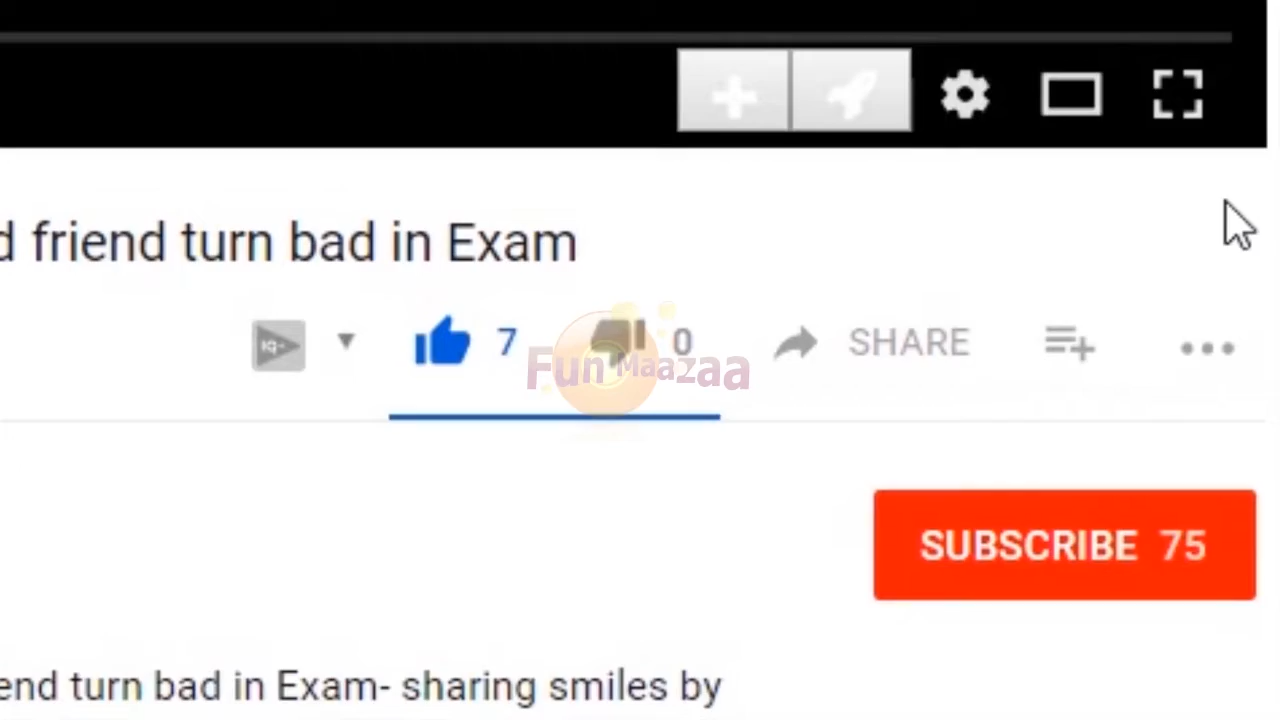 d friend turn bad in Exam
IQ
7
0
SHARE
Fun Maazaa
SUBSCRIBE 75
end turn bad in Exam- sharing smiles by